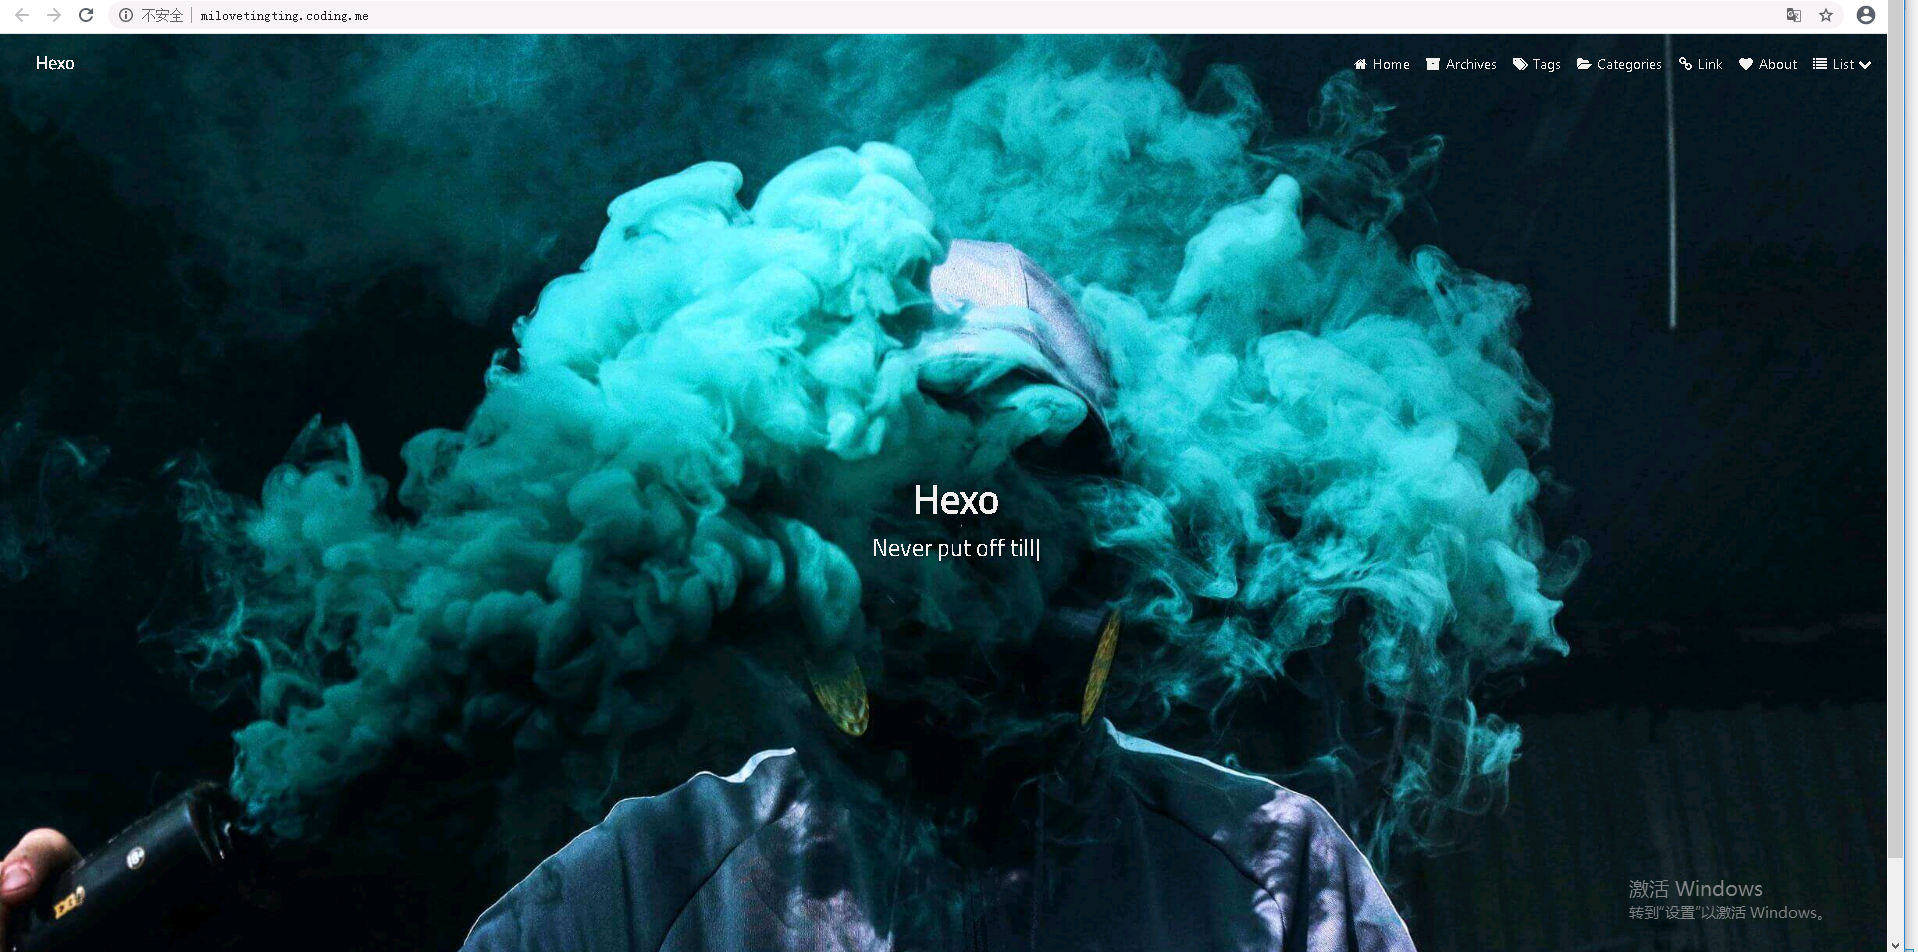 不安全 milovetingting.coding.me
Hexo
Home Archives Tags Categories Link About List
Hexo
Never put off till
激活 Windows
转到“设置”以激活 Windows。